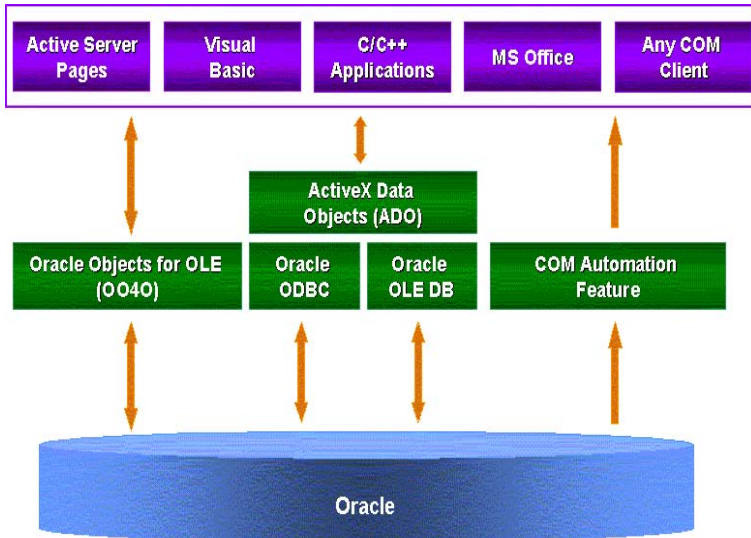 Active Server
Pages
Visual
Basic
C/C++
Applications
MS Office
Any COM
Client
ActiveX Data
Objects (ADO)
Oracle Objects for OLE
(OO4O)
Oracle
ODBC
Oracle
OLE DB
COM Automation
Feature
Oracle